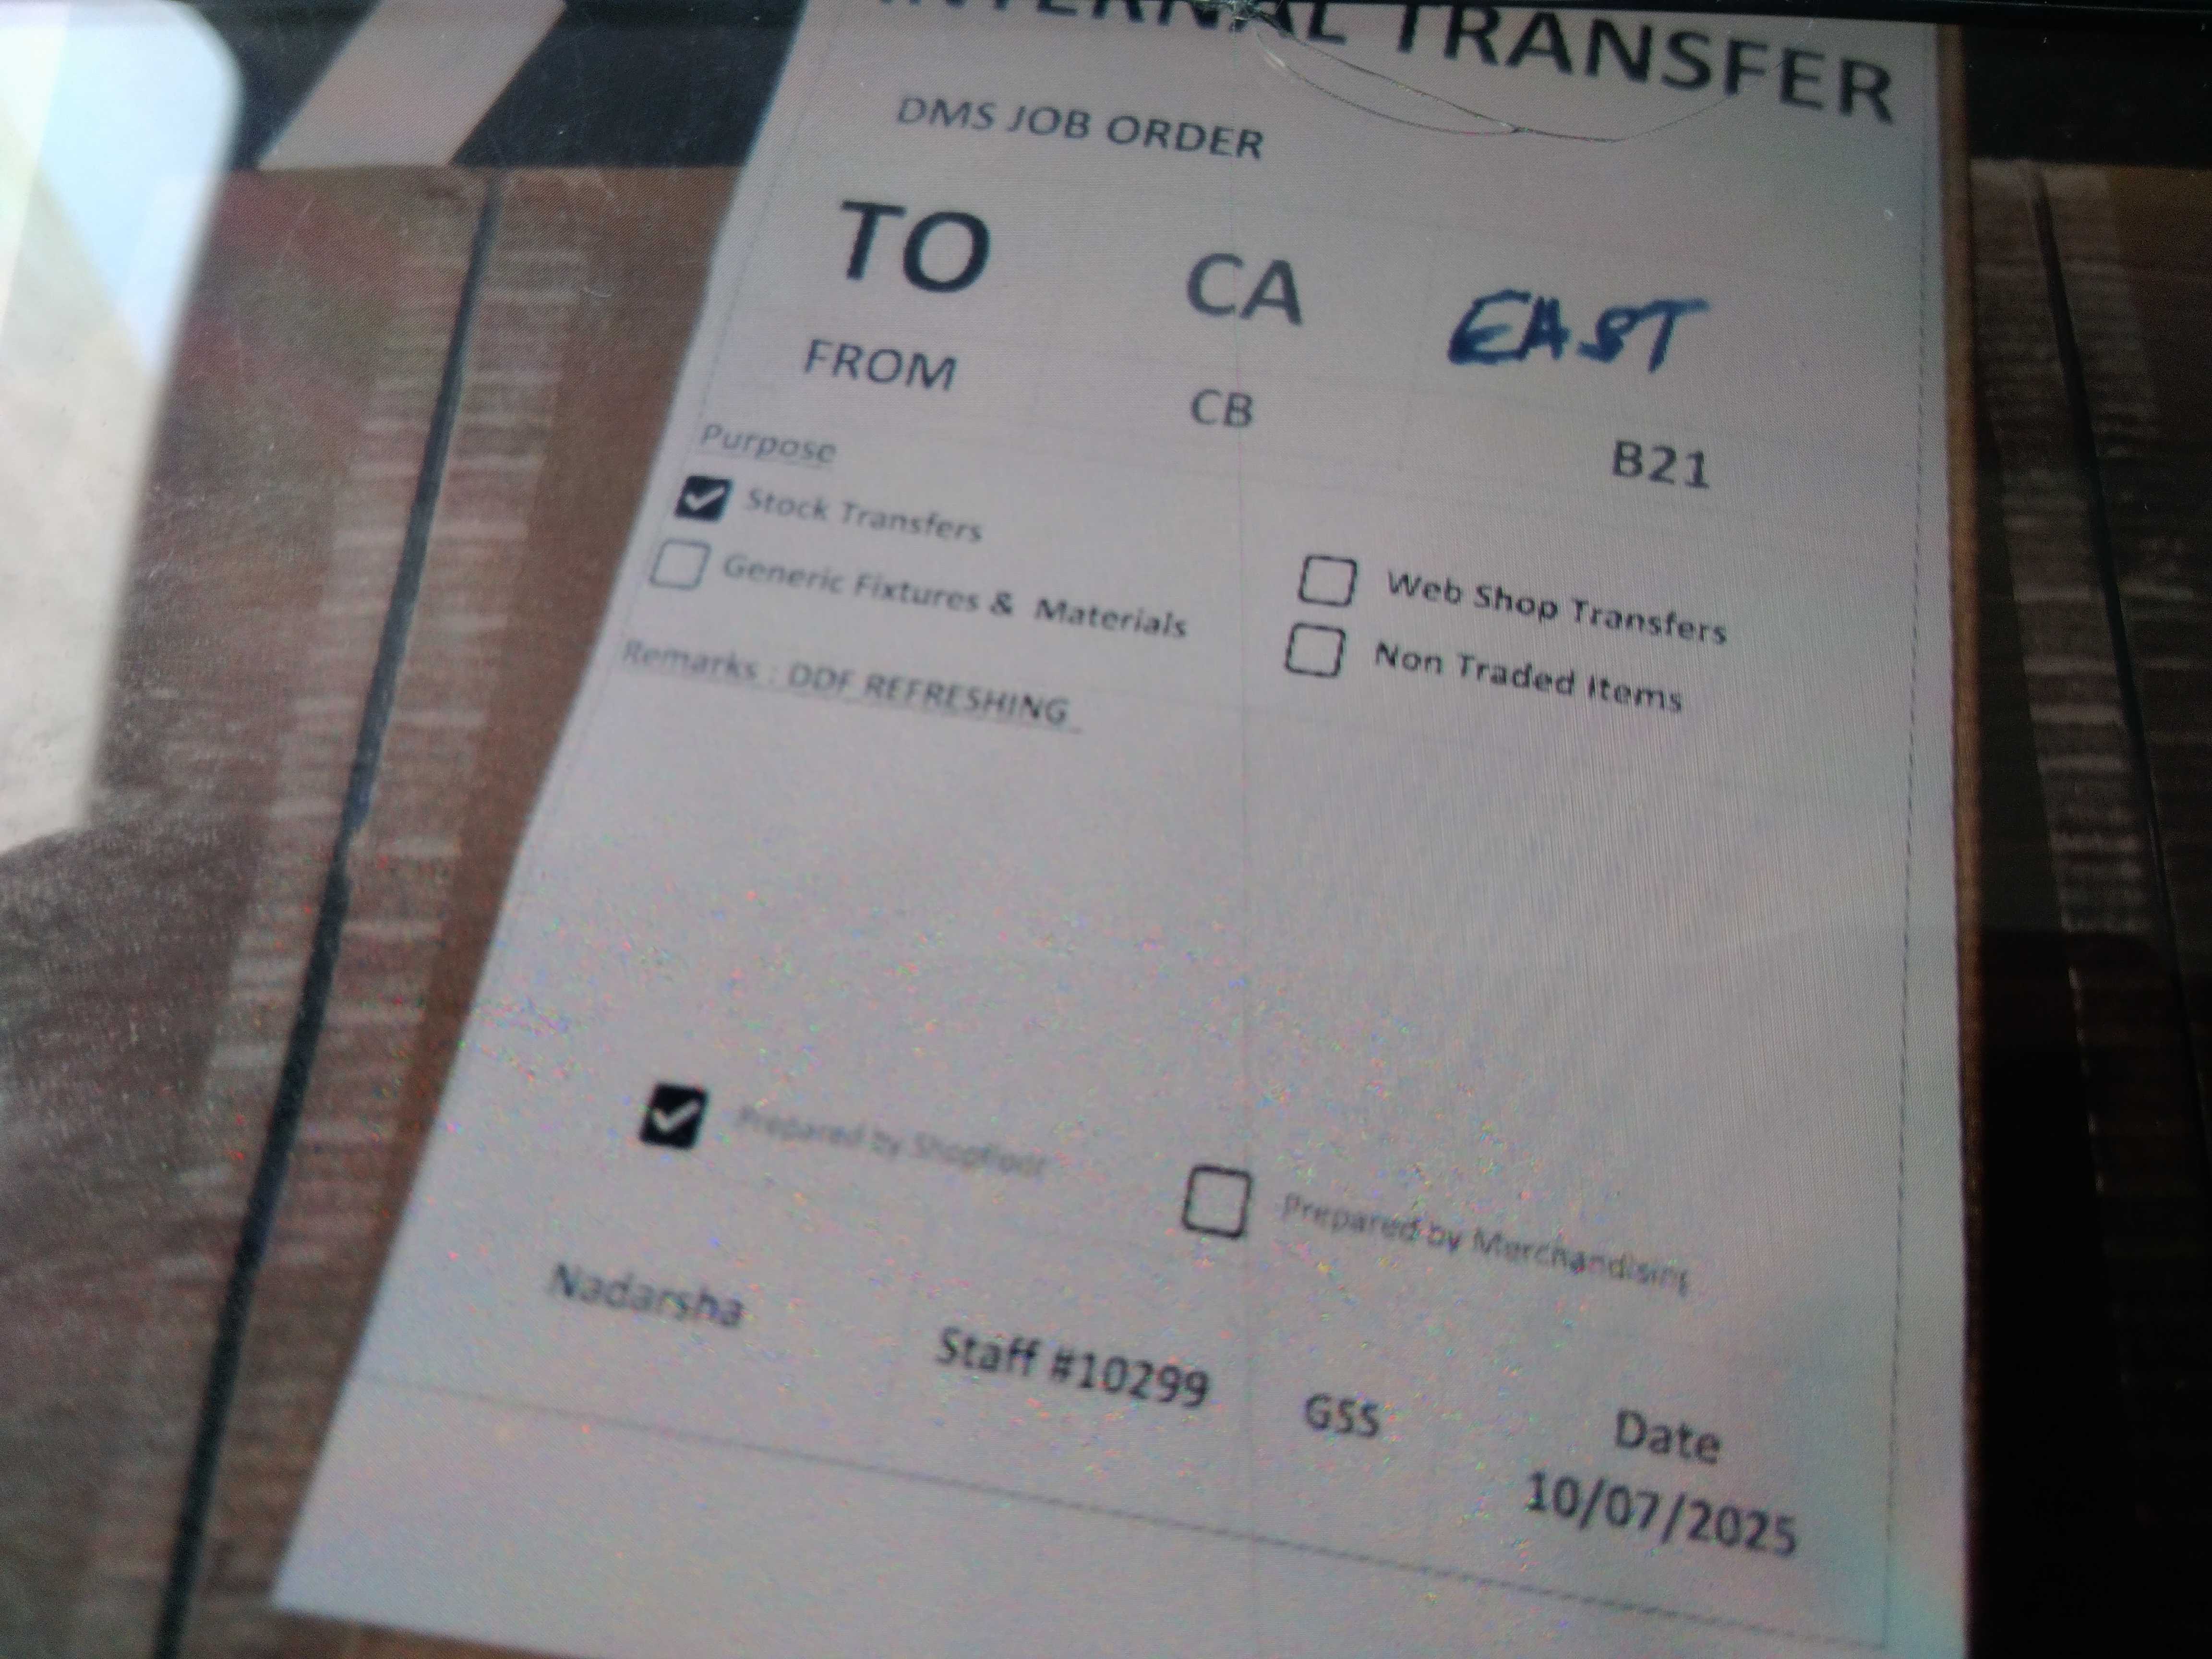 INTERNAL TRANSFER
DMS JOB ORDER
TO CA EAST
FROM CB B21
Purpose
Stock Transfers
Web Shop Transfers
Generic Fixtures & Materials
Non Traded Items
Remarks : DDF REFRESHING
Prepared by Shopfloor
Prepared by Merchandising
Nadarsha Staff #10299 GSS Date
10/07/2025